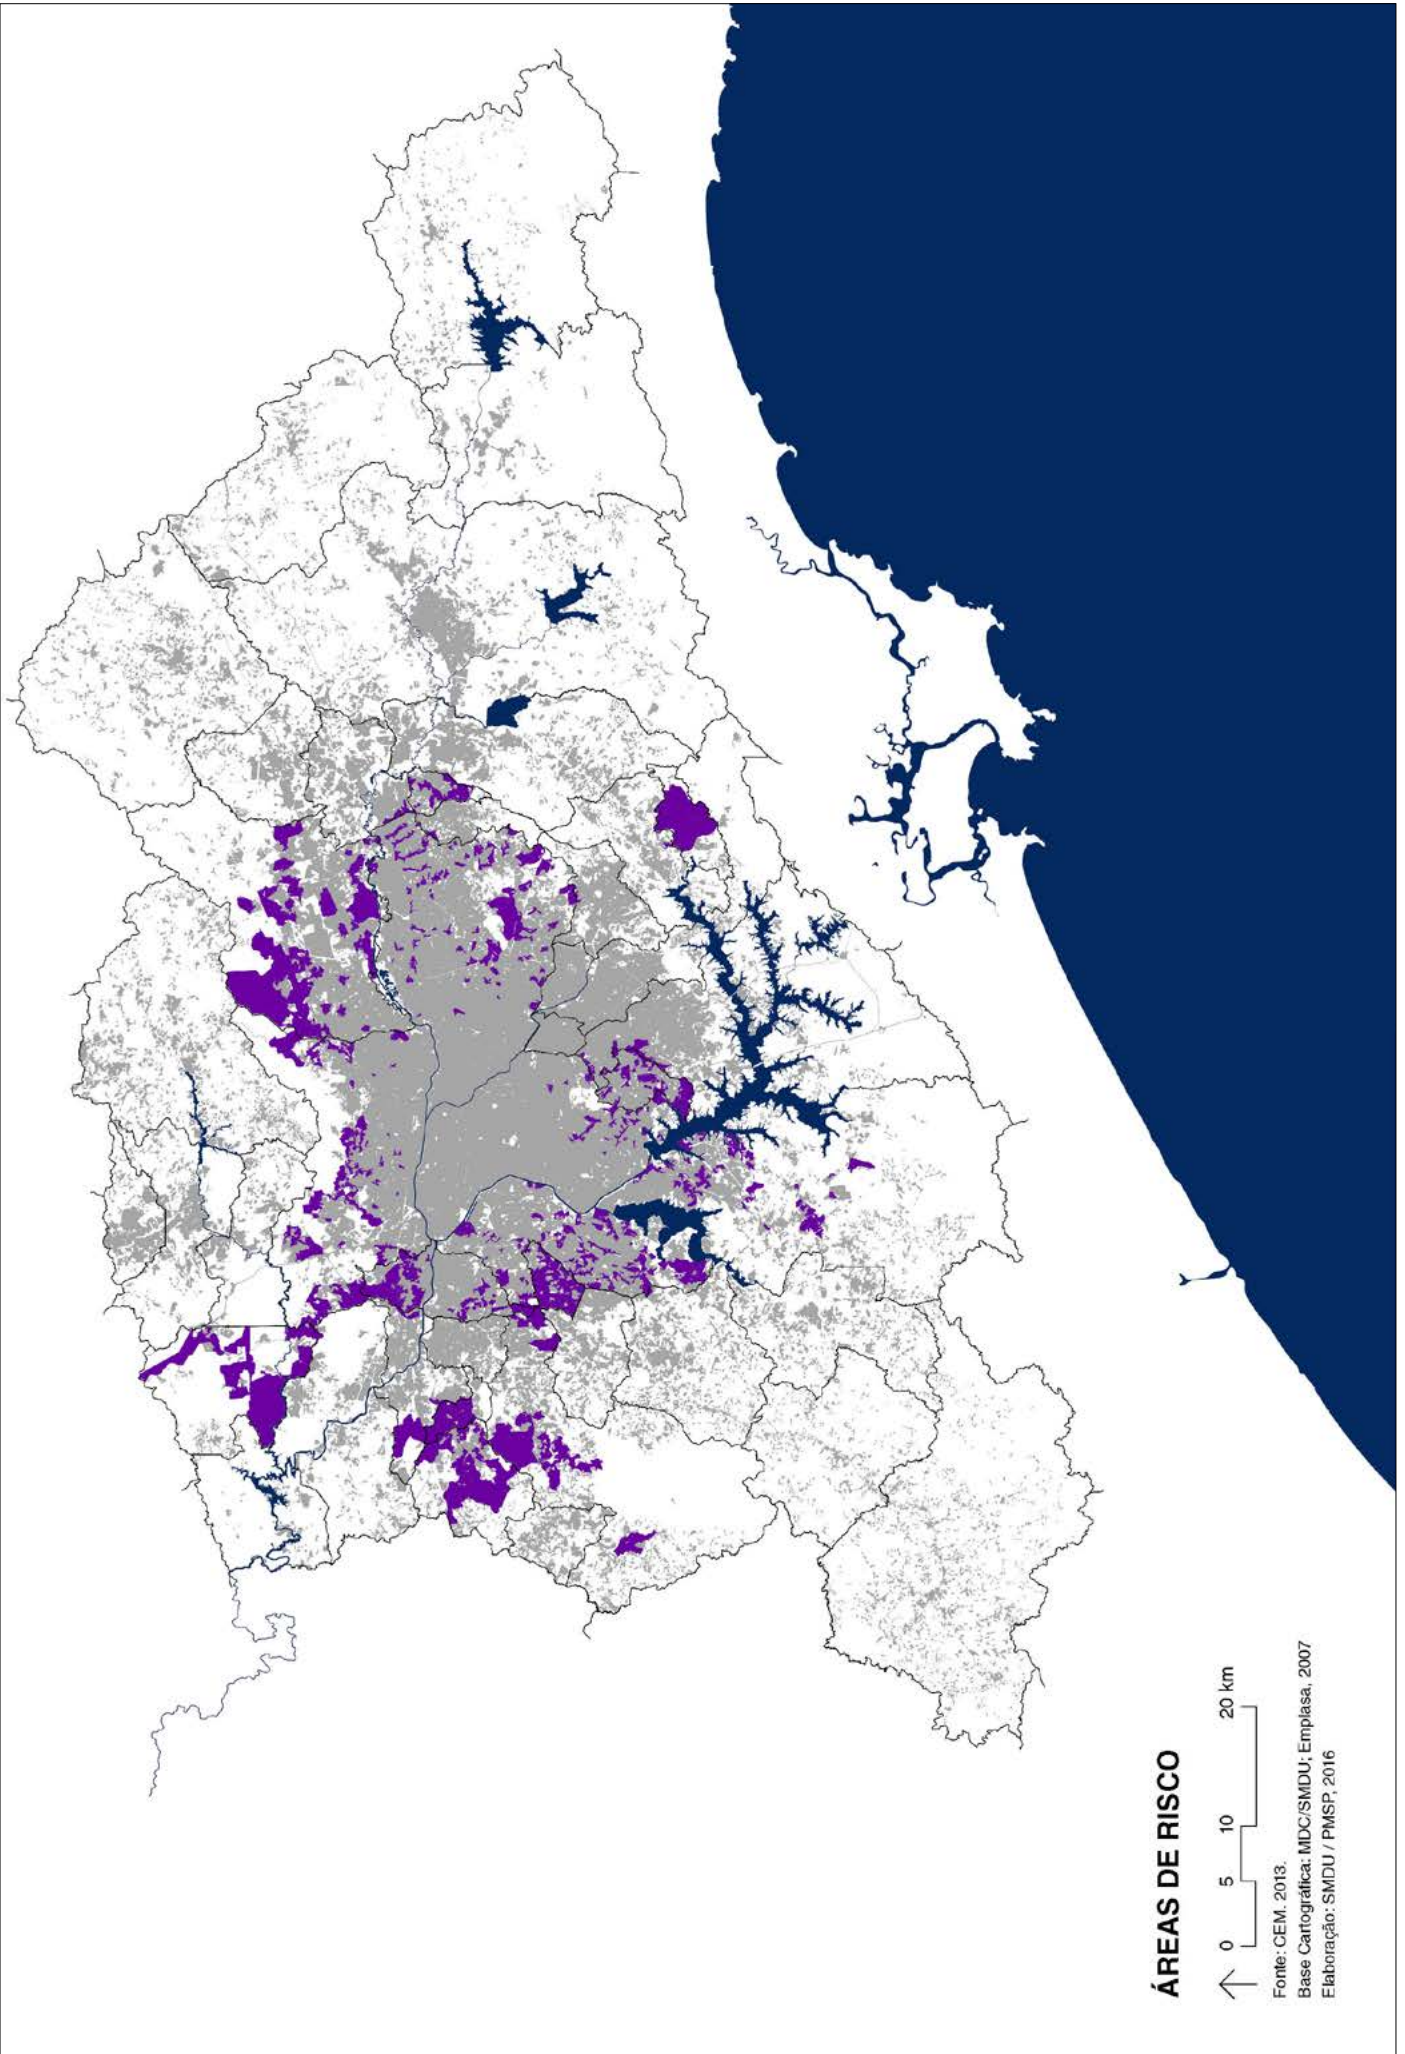 ÁREAS DE RISCO
0 5 10 20 km
Fonte: CEM. 2013.
Base Cartográfica: MDC/SMDU; Emplasa, 2007
Elaboração: SMDU / PMSP, 2016